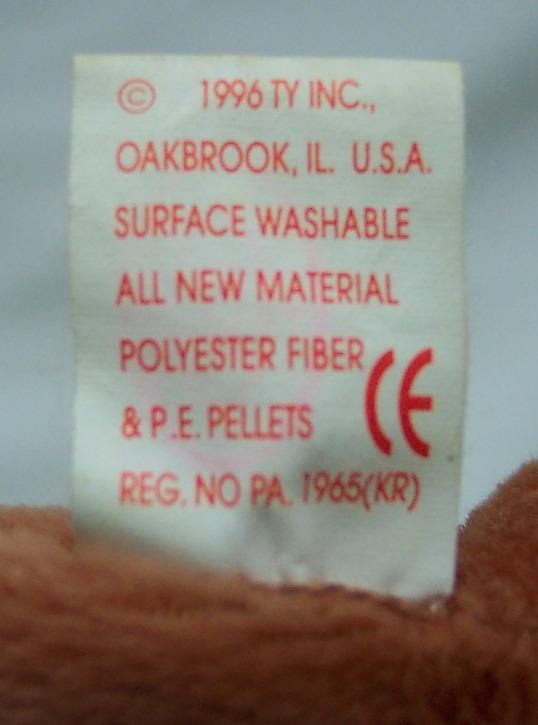 © 1996 TY INC.,
OAKBROOK, IL. U.S.A.
SURFACE WASHABLE
ALL NEW MATERIAL
POLYESTER FIBER
& P.E. PELLETS CE
REG. NO PA. 1965(KR)